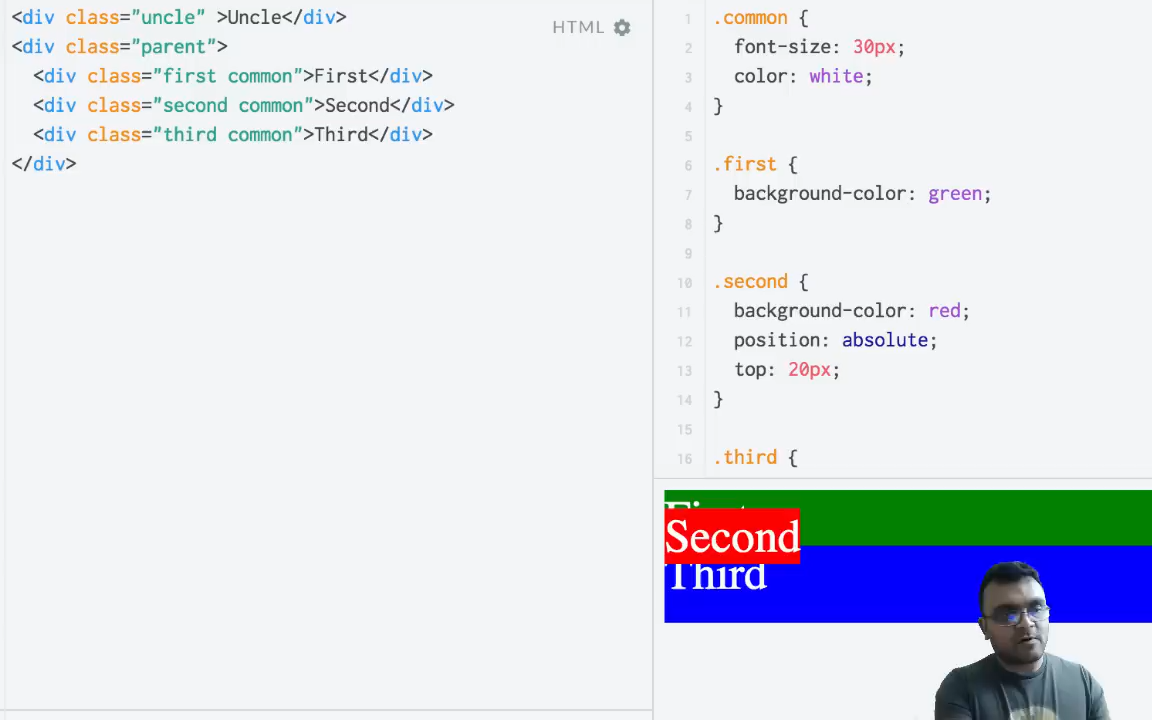 <div class="uncle" >Uncle</div>
<div class="parent">
<div class="first common">First</div>
<div class="second common">Second</div>
<div class="third common">Third</div>
</div>
HTML
1 .common {
2 font-size: 30px;
3 color: white;
4 }
5
6 .first {
7 background-color: green;
8 }
9
10 .second {
11 background-color: red;
12 position: absolute;
13 top: 20px;
14 }
15
16 .third {
First
Second
Third